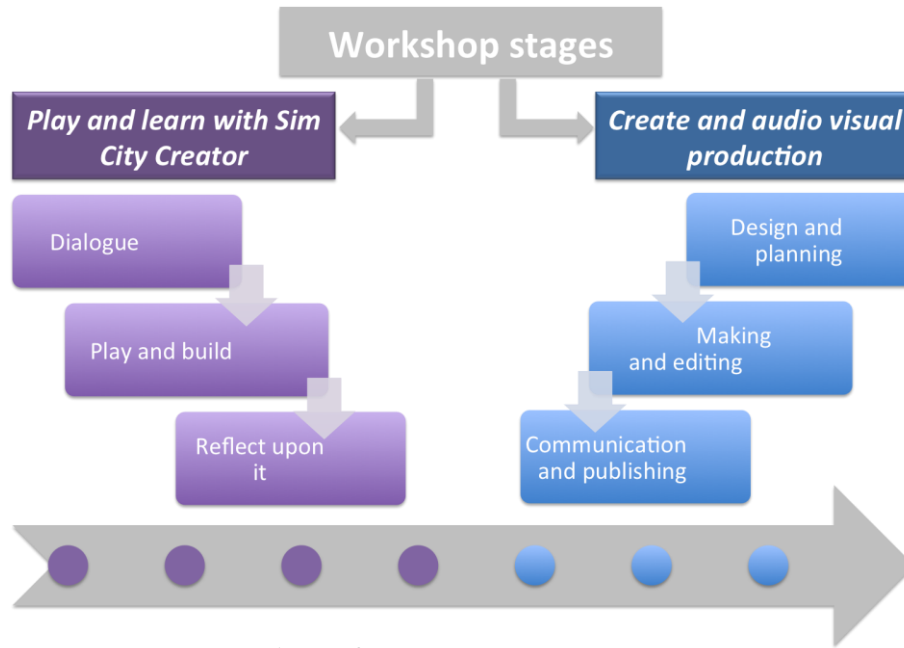 Workshop stages
Play and learn with Sim
City Creator
Create and audio visual
production
Dialogue
Play and build
Reflect upon
it
Design and
planning
Making
and editing
Communication
and publishing